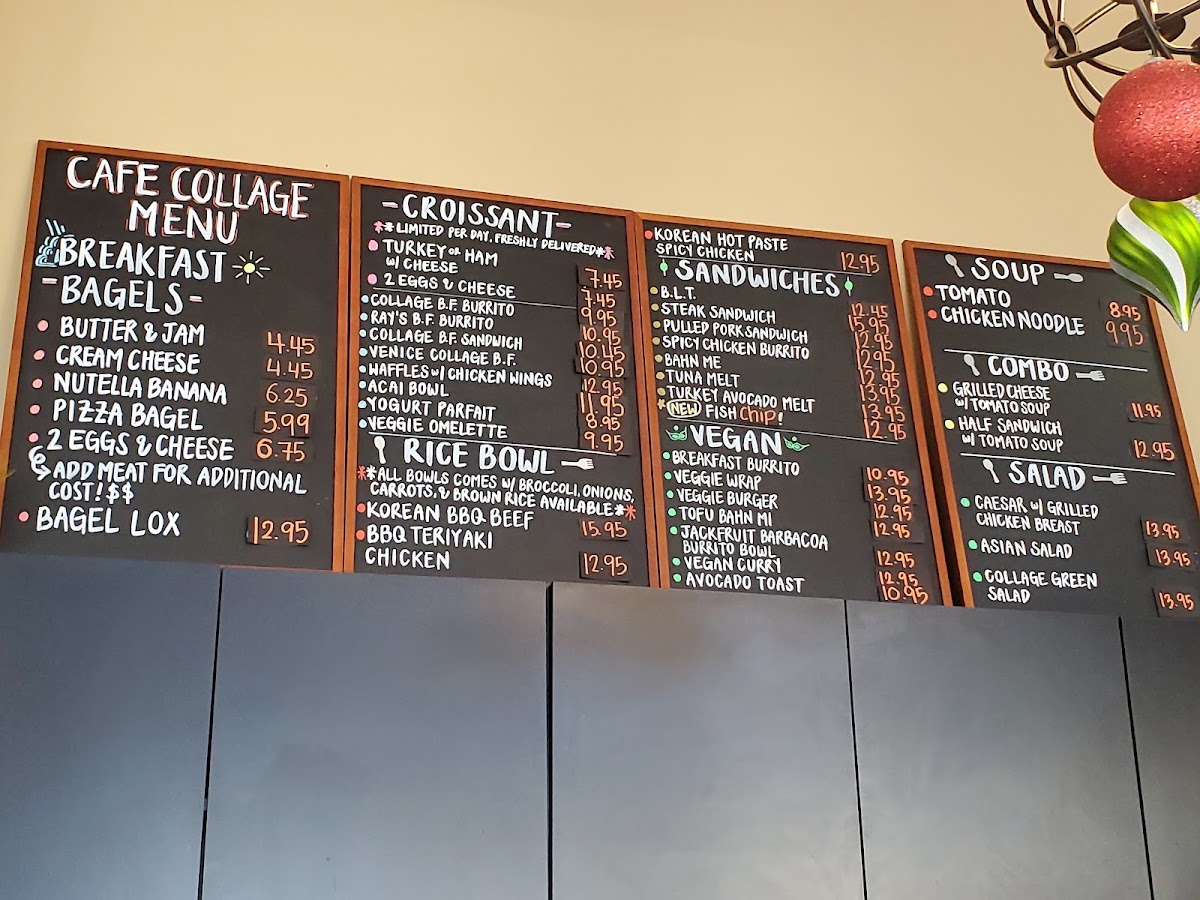 CAFE COLLAGE
MENU
BREAKFAST
-BAGELS-
BUTTER & JAM 4.45
CREAM CHEESE 4.45
NUTELLA BANANA 6.25
PIZZA BAGEL 5.99
2 EGGS & CHEESE 6.75
ADD MEAT FOR ADDITIONAL
COST! $$
BAGEL LOX 12.95
-CROISSANT-
**LIMITED PER DAY, FRESHLY DELIVERED**
TURKEY or HAM
W/ CHEESE 7.45
2 EGGS & CHEESE 7.45
COLLAGE B.F. BURRITO 9.95
RAY'S B.F. BURRITO 10.95
COLLAGE B.F. SANDWICH 10.45
VENICE COLLAGE B.F. 10.95
WAFFLES W/ CHICKEN WINGS 12.95
ACAI BOWL 11.95
YOGURT PARFAIT 8.95
VEGGIE OMELETTE 9.95
RICE BOWL
**ALL BOWLS COMES W/ BROCCOLI, ONIONS,
CARROTS, & BROWN RICE AVAILABLE**
KOREAN BBQ BEEF 15.95
BBQ TERIYAKI
CHICKEN 12.95
KOREAN HOT PASTE
SPICY CHICKEN 12.95
SANDWICHES
B.L.T. 12.45
STEAK SANDWICH 15.95
PULLED PORK SANDWICH 12.95
SPICY CHICKEN BURRITO 12.95
BAHN ME 12.95
TUNA MELT 13.95
TURKEY AVOCADO MELT 13.95
*NEW FISH CHIP! 12.95
VEGAN
BREAKFAST BURRITO 10.95
VEGGIE WRAP 13.95
VEGGIE BURGER 12.95
TOFU BAHN MI 12.95
JACKFRUIT BARBACOA
BURRITO BOWL 12.95
VEGAN CURRY 12.95
AVOCADO TOAST 10.95
SOUP
TOMATO 8.95
CHICKEN NOODLE 9.95
COMBO
GRILLED CHEESE
W/ TOMATO SOUP 11.95
HALF SANDWICH
W/ TOMATO SOUP 12.95
SALAD
CAESAR W/ GRILLED
CHICKEN BREAST 13.95
ASIAN SALAD 13.95
COLLAGE GREEN
SALAD 13.95